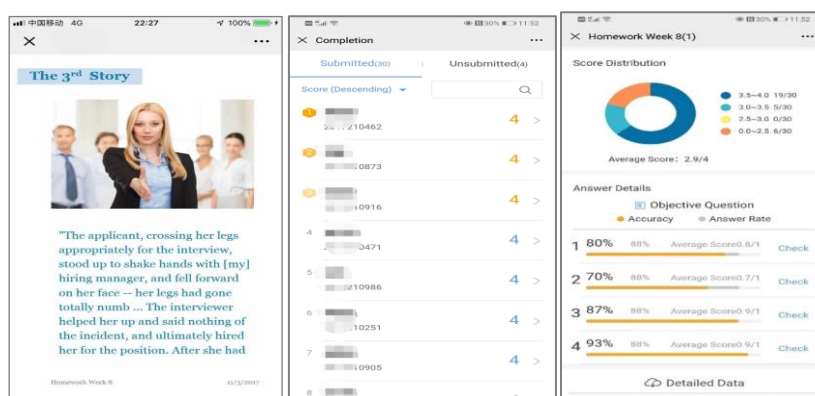 中国移动 4G 22:27 100%
The 3rd Story
"The applicant, crossing her legs
appropriately for the interview,
stood up to shake hands with [my]
hiring manager, and fell forward
on her face -- her legs had gone
totally numb ... The interviewer
helped her up and said nothing of
the incident, and ultimately hired
her for the position. After she had
Homework Week 8 11/3/2017
30% 11:52
Completion
Submitted(30) Unsubmitted(4)
Score (Descending)
1 210462 4
2 0873 4
3 10916 4
4 0471 4
5 210986 4
6 10251 4
7 0905 4
8
30% 11:52
Homework Week 8(1)
Score Distribution
3.5~4.0 19/30
3.0~3.5 5/30
2.5~3.0 0/30
0.0~2.5 6/30
Average Score: 2.9/4
Answer Details
Objective Question
Accuracy Answer Rate
1 80% 88% Average Score0.8/1 Check
2 70% 88% Average Score0.7/1 Check
3 87% 88% Average Score0.9/1 Check
4 93% 88% Average Score0.9/1 Check
Detailed Data